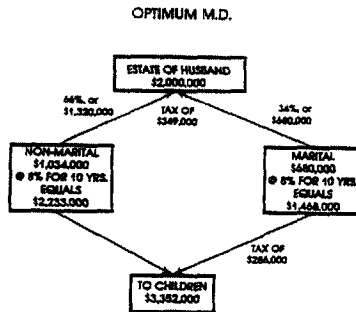 OPTIMUM M.D.
ESTATE OF HUSBAND
$2,000,000
66%, or
$1,320,000
TAX OF
$349,000
34%, or
$680,000
NON-MARITAL
$1,034,000
@ 8% FOR 10 YRS.
EQUALS
$2,233,000
MARITAL
$680,000
@ 8% FOR 10 YRS.
EQUALS
$1,468,000
TAX OF
$286,000
TO CHILDREN
$3,352,000